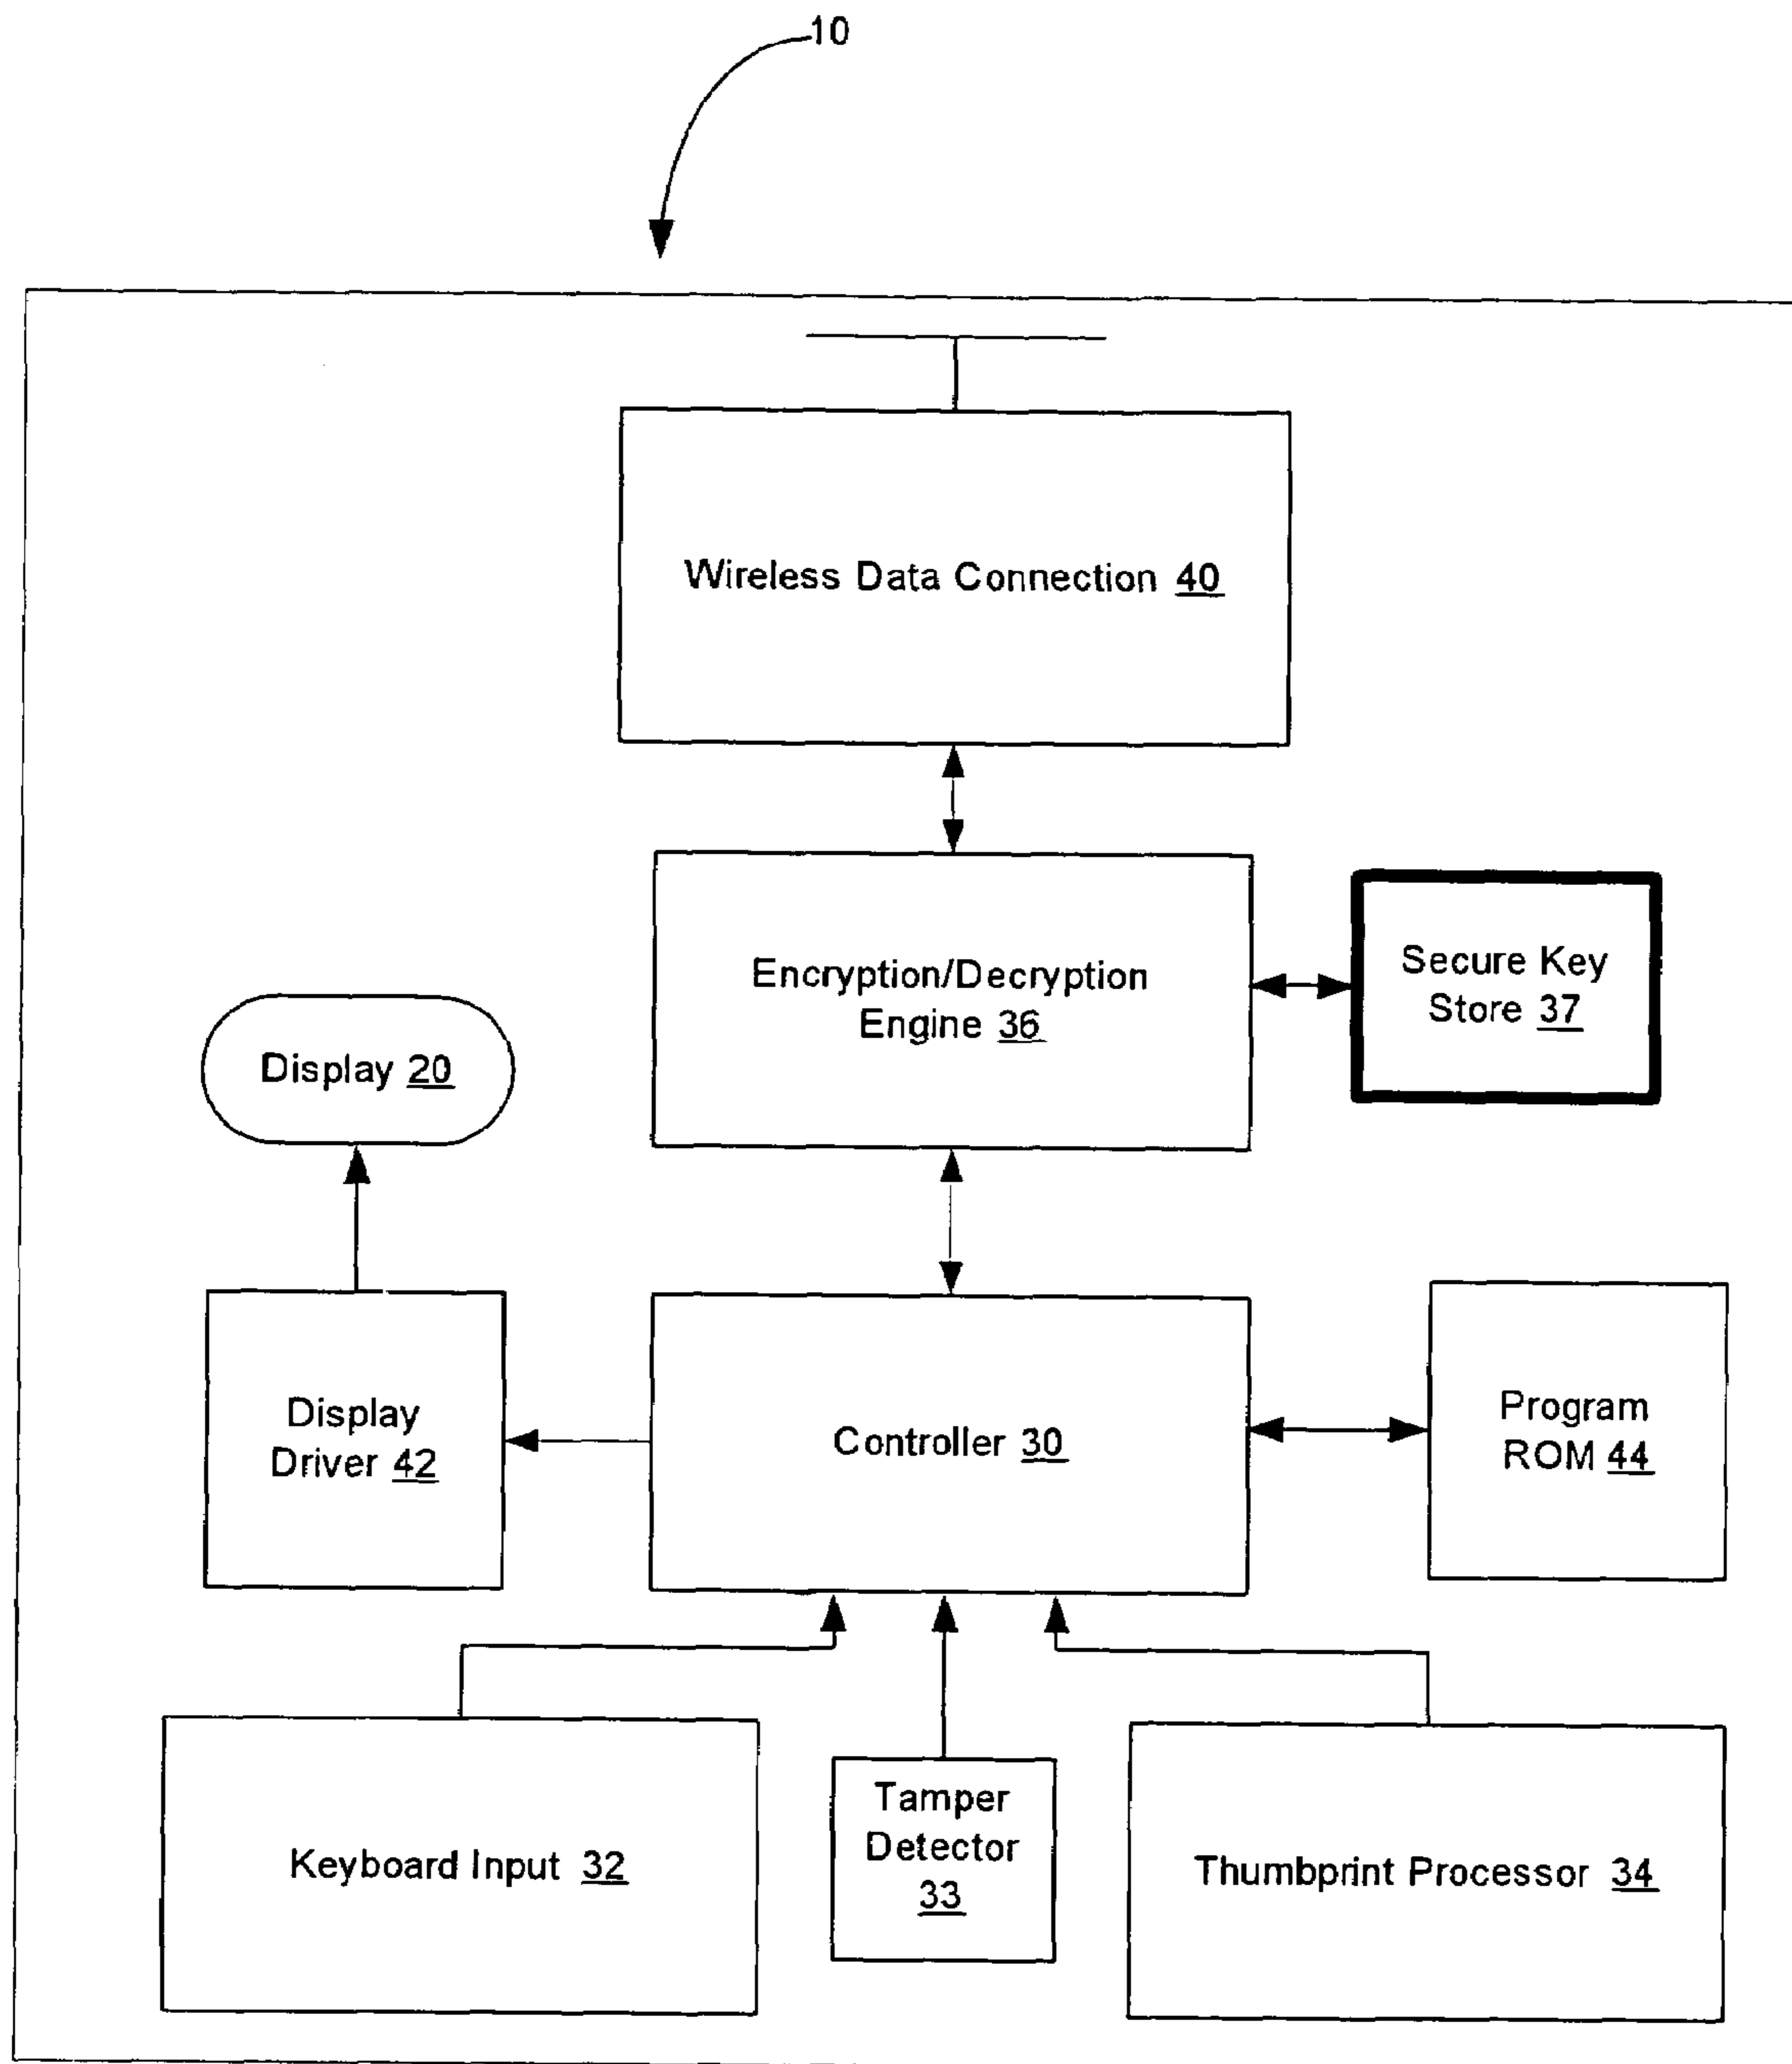 10
Wireless Data Connection 40
Encryption/Decryption
Engine 36
Secure Key
Store 37
Display 20
Display
Driver 42
Controller 30
Program
ROM 44
Keyboard Input 32
Tamper
Detector
33
Thumbprint Processor 34